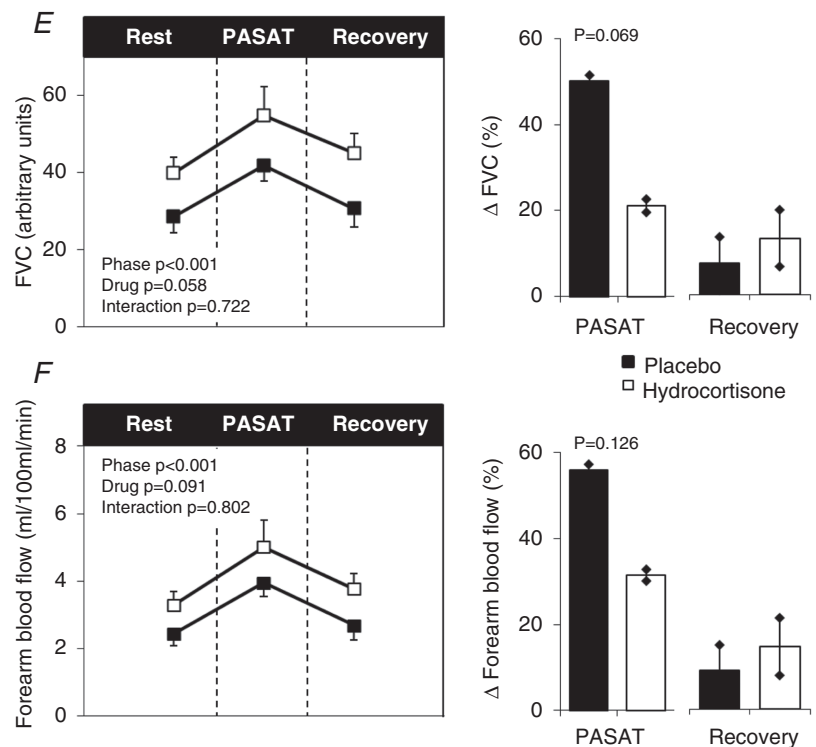 E
Rest PASAT Recovery
FVC (arbitrary units)
60
40
20
0
Phase p<0.001
Drug p=0.058
Interaction p=0.722
P=0.069
Δ FVC (%)
60
40
20
0
PASAT Recovery
Placebo
Hydrocortisone
F
Rest PASAT Recovery
Forearm blood flow (ml/100ml/min)
8
6
4
2
0
Phase p<0.001
Drug p=0.091
Interaction p=0.802
P=0.126
Δ Forearm blood flow (%)
60
40
20
0
PASAT Recovery